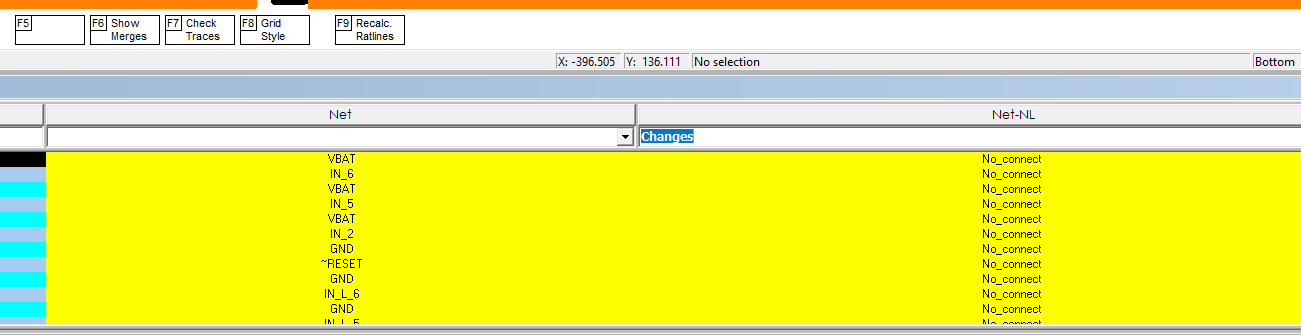 F5 F6 Show Merges F7 Check Traces F8 Grid Style F9 Recalc. Ratlines
X: -396.505 Y: 136.111 No selection Bottom
Net Net-NL
Changes
VBAT No_connect
IN_6 No_connect
VBAT No_connect
IN_5 No_connect
VBAT No_connect
IN_2 No_connect
GND No_connect
~RESET No_connect
GND No_connect
IN_L_6 No_connect
GND No_connect
IN_L_5 No_connect